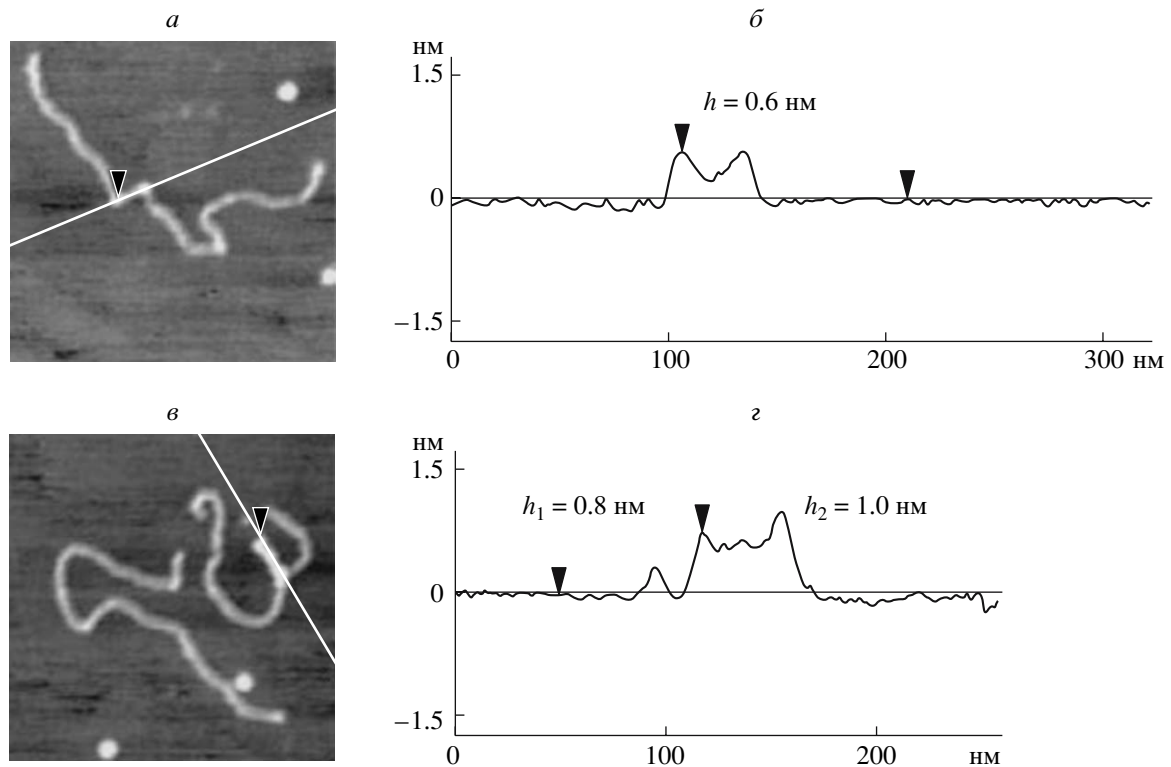 а
б
нм
1.5
h = 0.6 нм
0
–1.5
0
100
200
300 нм
в
г
нм
1.5
h1 = 0.8 нм
h2 = 1.0 нм
0
–1.5
0
100
200
нм